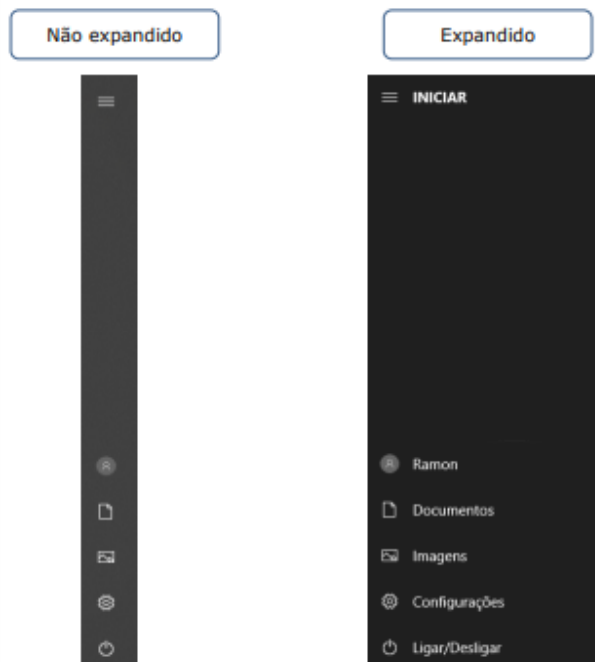 Não expandido
Expandido
INICIAR
Ramon
Documentos
Imagens
Configurações
Ligar/Desligar